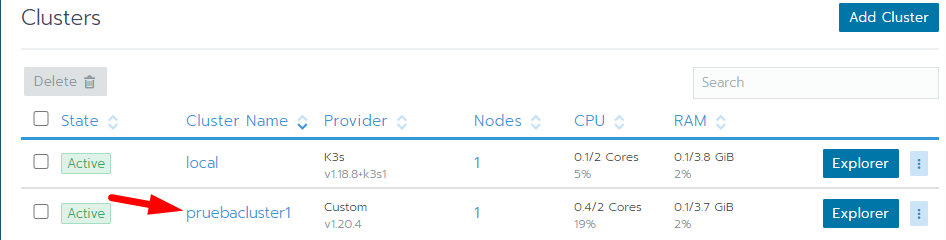 Clusters
Add Cluster
Delete
Search
State Cluster Name Provider Nodes CPU RAM
Active local K3s 1 0.1/2 Cores 0.1/3.8 GiB Explorer
v1.18.8+k3s1 5% 2%
Active pruebacluster1 Custom 1 0.4/2 Cores 0.1/3.7 GiB Explorer
v1.20.4 19% 2%